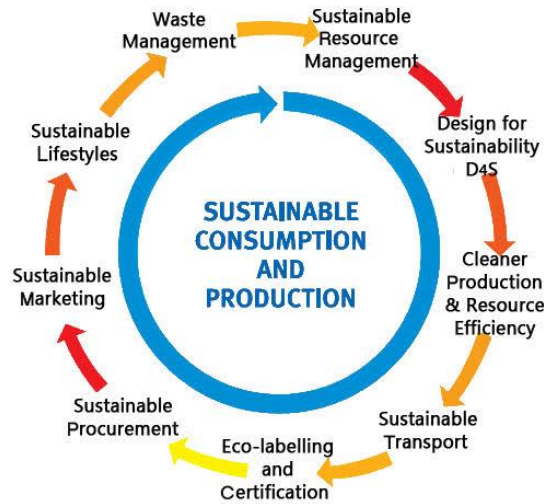 SUSTAINABLE
CONSUMPTION
AND
PRODUCTION
Sustainable
Resource
Management
Design for
Sustainability
D4S
Cleaner
Production
& Resource
Efficiency
Sustainable
Transport
Eco-labelling
and
Certification
Sustainable
Procurement
Sustainable
Marketing
Sustainable
Lifestyles
Waste
Management